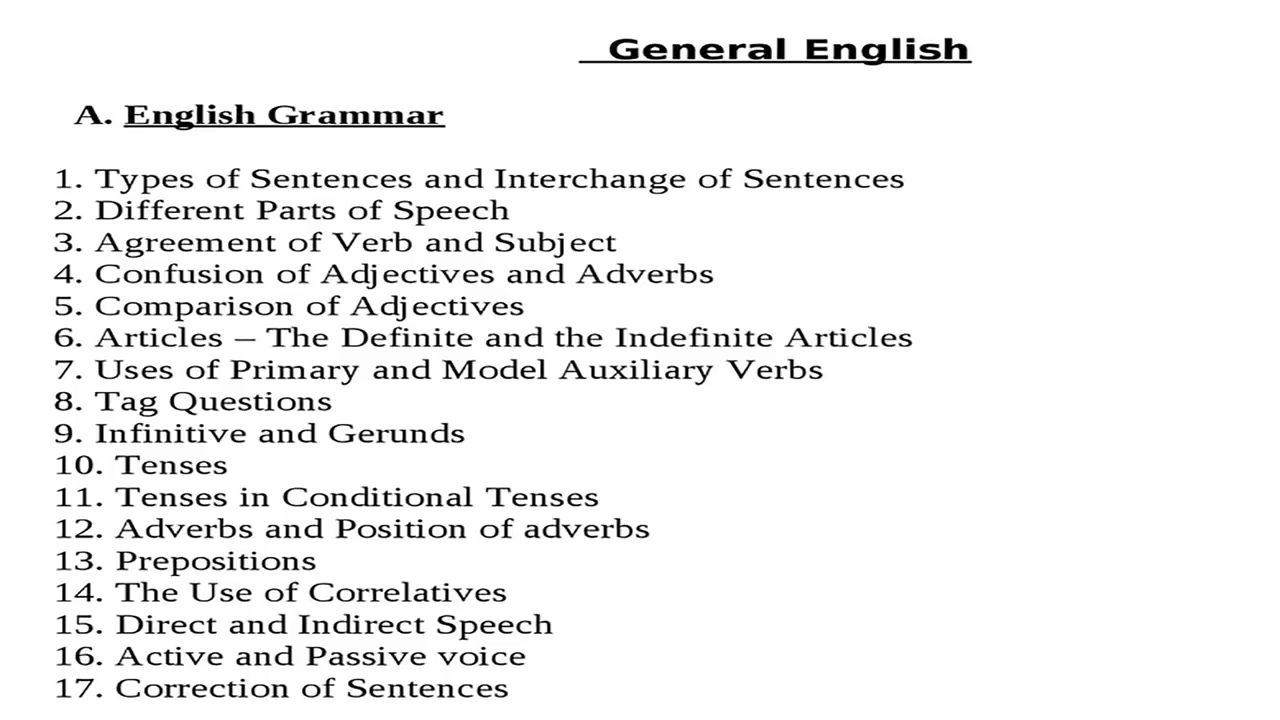 General English
A. English Grammar
1. Types of Sentences and Interchange of Sentences
2. Different Parts of Speech
3. Agreement of Verb and Subject
4. Confusion of Adjectives and Adverbs
5. Comparison of Adjectives
6. Articles – The Definite and the Indefinite Articles
7. Uses of Primary and Model Auxiliary Verbs
8. Tag Questions
9. Infinitive and Gerunds
10. Tenses
11. Tenses in Conditional Tenses
12. Adverbs and Position of adverbs
13. Prepositions
14. The Use of Correlatives
15. Direct and Indirect Speech
16. Active and Passive voice
17. Correction of Sentences